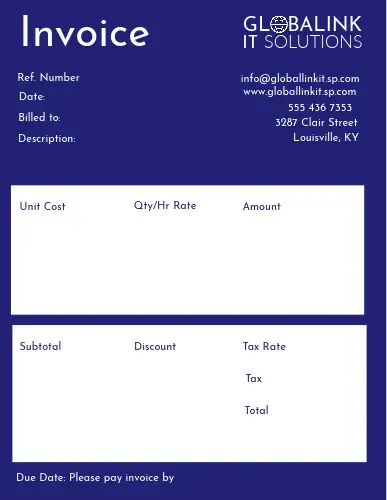 Invoice
GLOBALINK
IT SOLUTIONS
Ref. Number
Date:
Billed to:
Description:
info@globallinkit.sp.com
www.globallinkit.sp.com
555 436 7353
3287 Clair Street
Louisville, KY
Unit Cost
Qty/Hr Rate
Amount
Subtotal
Discount
Tax Rate
Tax
Total
Due Date: Please pay invoice by